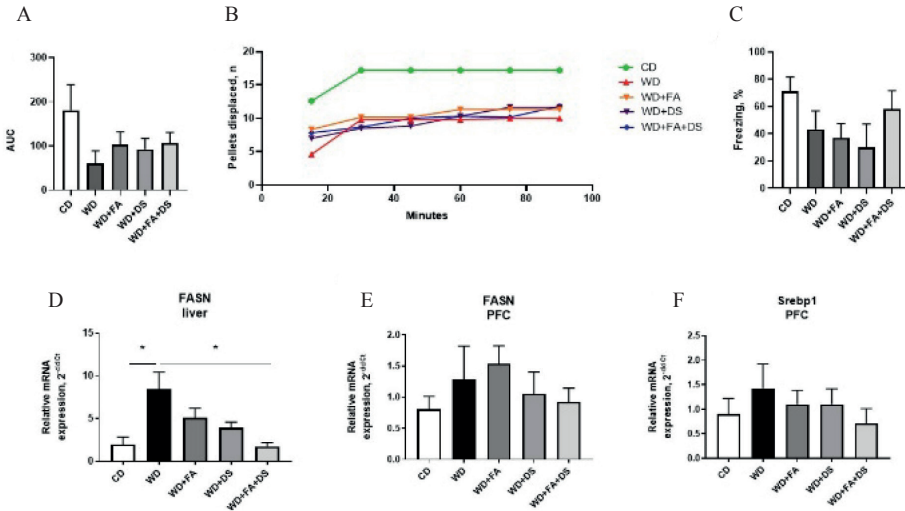 A
AUC
300
200
100
0
CD
WD
WD+FA
WD+DS
WD+FA+DS
B
Pellets displaced, n
20
15
10
5
0
0
20
40
60
80
100
Minutes
CD
WD
WD+FA
WD+DS
WD+FA+DS
C
Freezing, %
100
80
60
40
20
0
CD
WD
WD+FA
WD+DS
WD+FA+DS
D
FASN
liver
Relative mRNA
expression, 2^-ddCt
15
10
5
0
*
*
CD
WD
WD+FA
WD+DS
WD+FA+DS
E
FASN
PFC
Relative mRNA
expression, 2^-ddCt
2.0
1.5
1.0
0.5
0.0
CD
WD
WD+FA
WD+DS
WD+FA+DS
F
Srebp1
PFC
Relative mRNA
expression, 2^-ddCt
2.5
2.0
1.5
1.0
0.5
0.0
CD
WD
WD+FA
WD+DS
WD+FA+DS